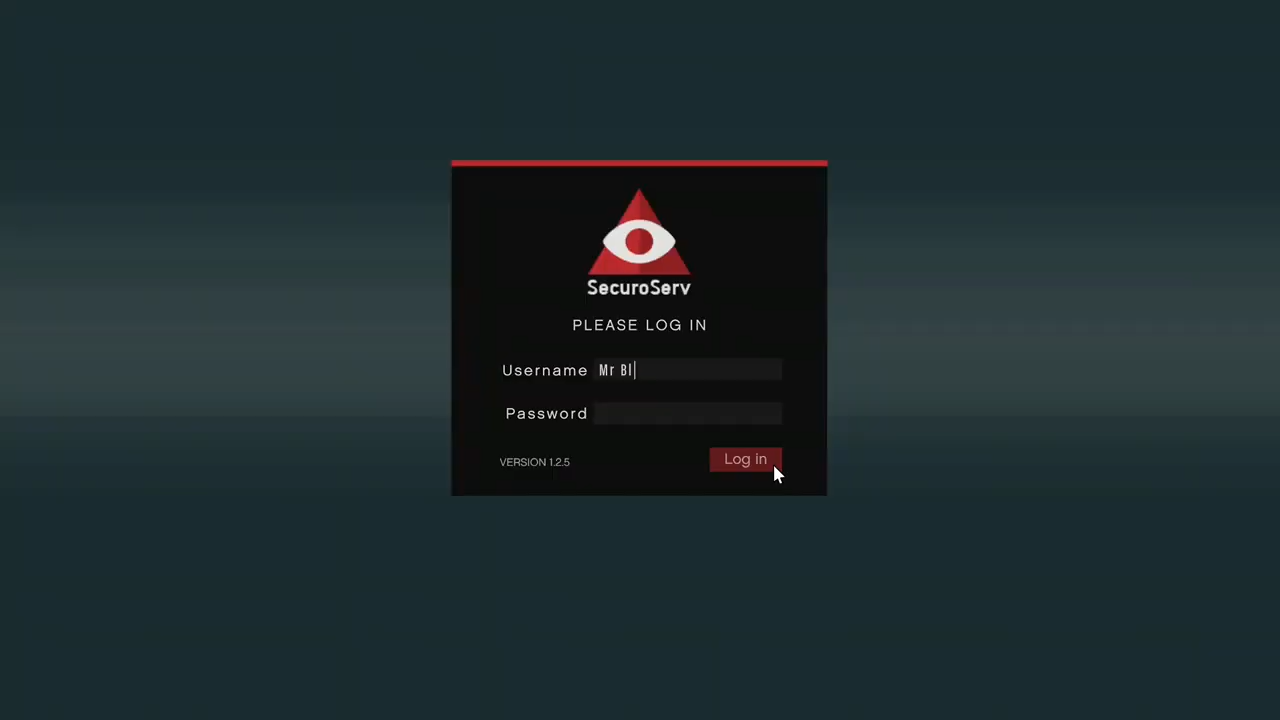 SecuroServ
PLEASE LOG IN
Username Mr Bl
Password
VERSION 1.2.5 Log in